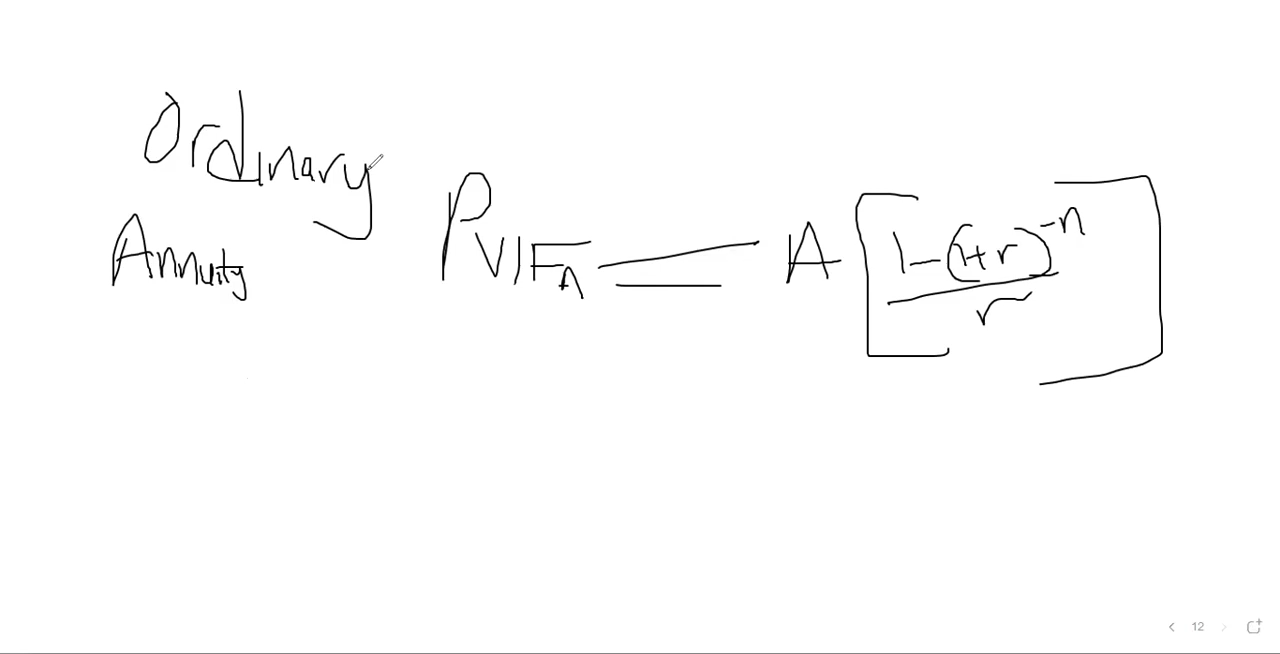 Ordinary
Annuity
PVIFA = A [ 1-(1+r)^-n / r ]
12